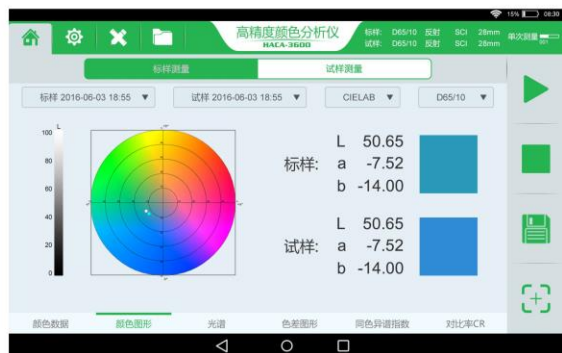 15% 08:30
高精度颜色分析仪
HACA-3600
标样: D65/10 反射 SCI 28mm
试样: D65/10 反射 SCI 28mm
单次测量
标样测量 试样测量
标样 2016-06-03 18:55 ▼ 试样 2016-06-03 18:55 ▼ CIELAB ▼ D65/10 ▼
L
100
80
60
40
20
0
标样:
L 50.65
a -7.52
b -14.00
试样:
L 50.65
a -7.52
b -14.00
颜色数据 颜色图形 光谱 色差图形 同色异谱指数 对比率CR